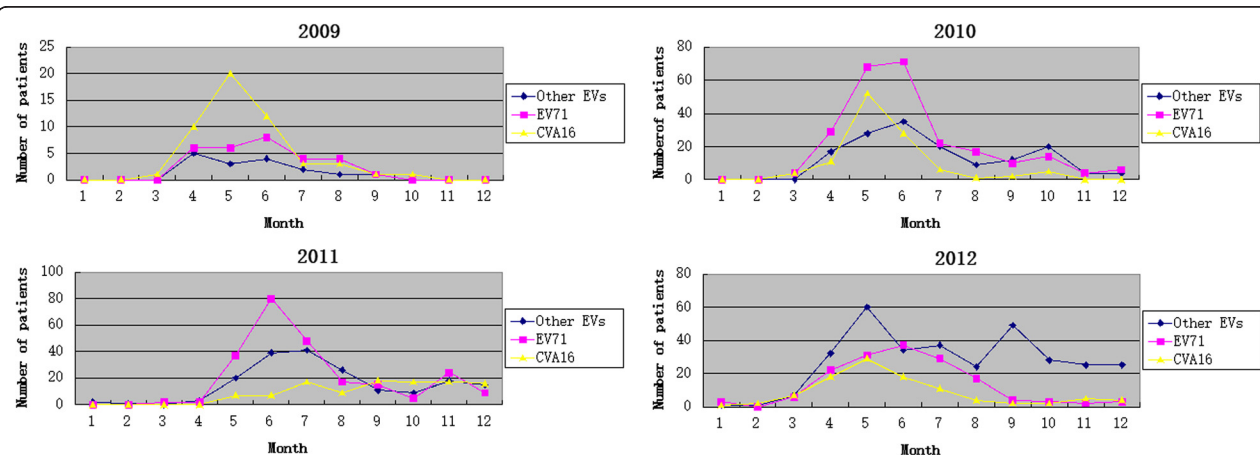 2009
Number of patients
25
20
15
10
5
0
1 2 3 4 5 6 7 8 9 10 11 12
Month
Other EVs
EV71
CVA16
2010
Numberof patients
80
60
40
20
0
1 2 3 4 5 6 7 8 9 10 11 12
Month
Other EVs
EV71
CVA16
2011
Number of patients
100
80
60
40
20
0
1 2 3 4 5 6 7 8 9 10 11 12
Month
Other EVs
EV71
CVA16
2012
Number of patients
80
60
40
20
0
1 2 3 4 5 6 7 8 9 10 11 12
Month
Other EVs
EV71
CVA16